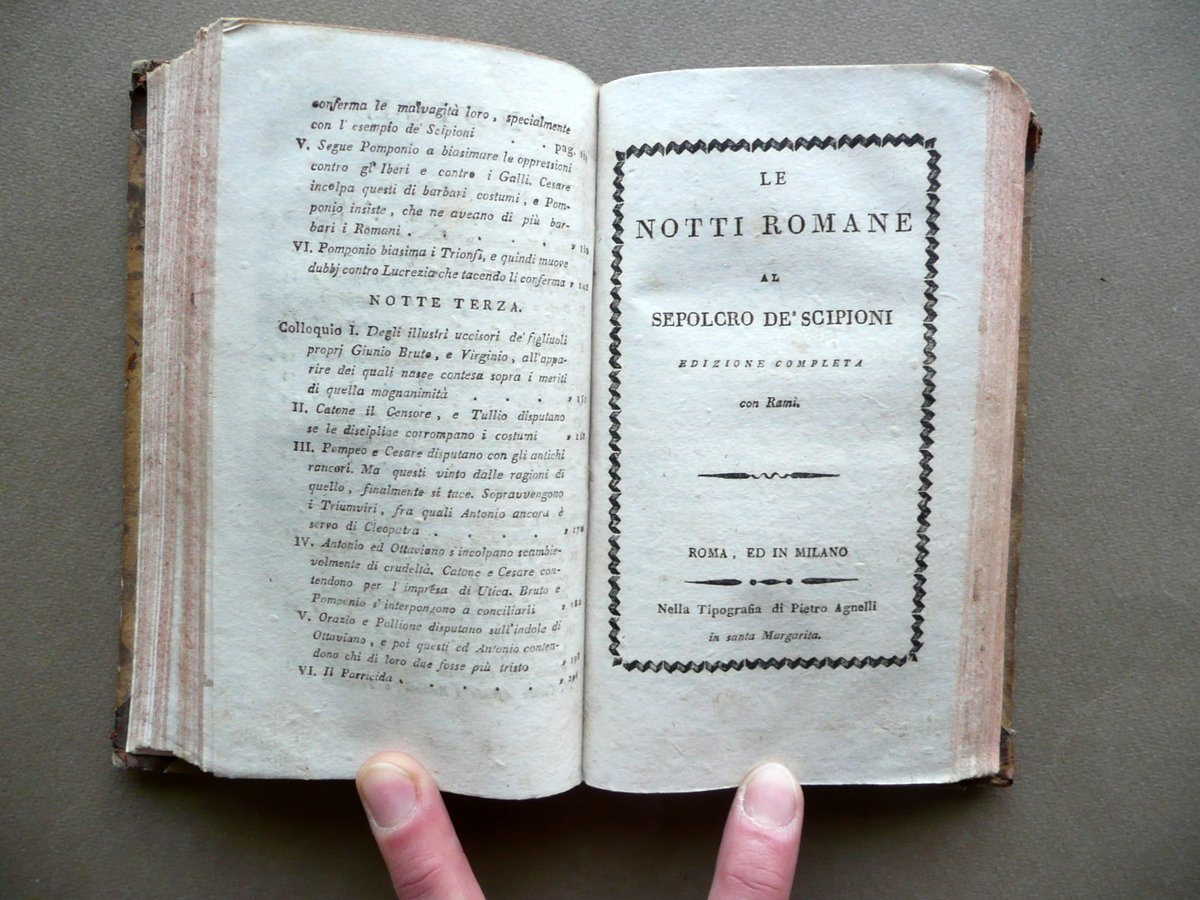 conferma le malvagità loro, specialmente
con l' esempio de' Scipioni . . pag.
V. Segue Pomponio a biasimare le oppressioni
contro gl' Iberi e contro i Galli. Cesare
incolpa questi di barbari costumi, e Pom-
ponio insiste, che ne aveano di più bar-
bari i Romani . . . . . "
VI. Pomponio biasima i Trionfi, e quindi muove
dubbj contro Lucrezia che tacendo li conferma "
NOTTE TERZA.
Colloquio I. Degli illustri uccisori de' figliuoli
proprj Giunio Bruto, e Virginio, all'appa-
rire dei quali nasce contesa sopra i meriti
di quella magnanimità . . . . " 151
II. Catone il Censore, e Tullio disputano
se le discipline corrompano i costumi "
III. Pompeo e Cesare disputano con gli antichi
rancori. Ma questi vinto dalle ragioni di
quello, finalmente si tace. Sopravvengono
i Triumviri, fra quali Antonio ancora è
servo di Cleopatra . . . . . " 170
IV. Antonio ed Ottaviano s'incolpano scambie-
volmente di crudeltà. Catone e Cesare con-
tendono per l' impresa di Utica. Bruto e
Pomponio s' interpongono a conciliarli " 184
V. Orazio e Pollione disputano sull'indole di
Ottaviano, e poi questi ed Antonio conten-
dono chi di loro due fosse più tristo "
VI. Il Parricida . . . . . "
LE
NOTTI ROMANE
AL
SEPOLCRO DE' SCIPIONI
EDIZIONE COMPLETA
con Rami.
ROMA, ED IN MILANO
Nella Tipografia di Pietro Agnelli
in santa Margarita.